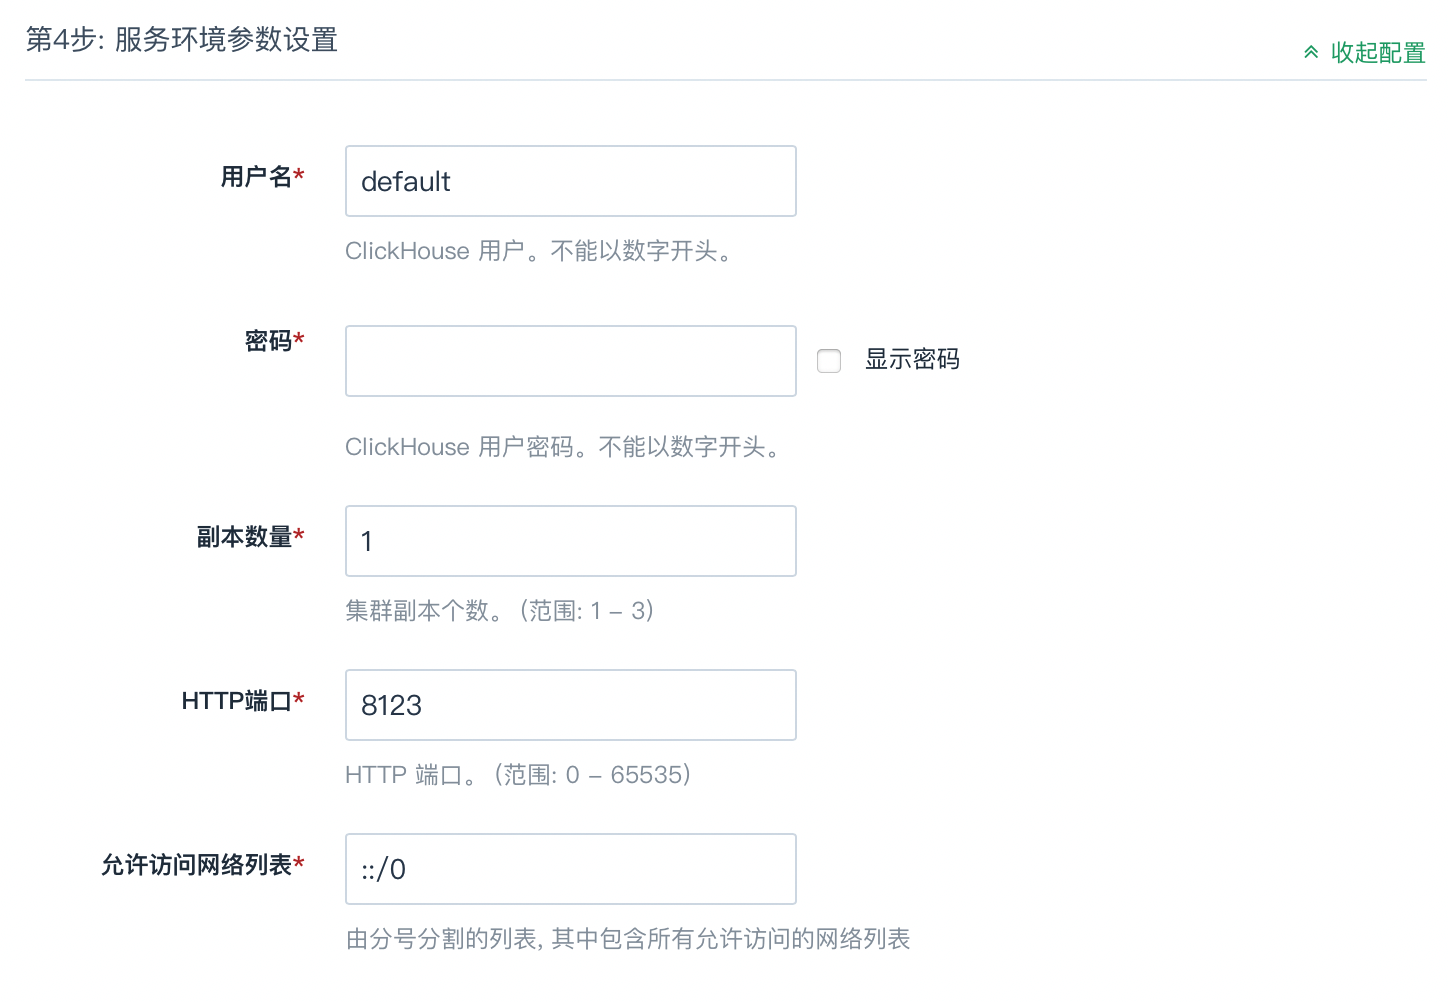 第4步: 服务环境参数设置
收起配置
用户名*
default
ClickHouse 用户。不能以数字开头。
密码*
显示密码
ClickHouse 用户密码。不能以数字开头。
副本数量*
1
集群副本个数。（范围: 1 – 3）
HTTP端口*
8123
HTTP 端口。（范围: 0 – 65535）
允许访问网络列表*
::/0
由分号分割的列表, 其中包含所有允许访问的网络列表